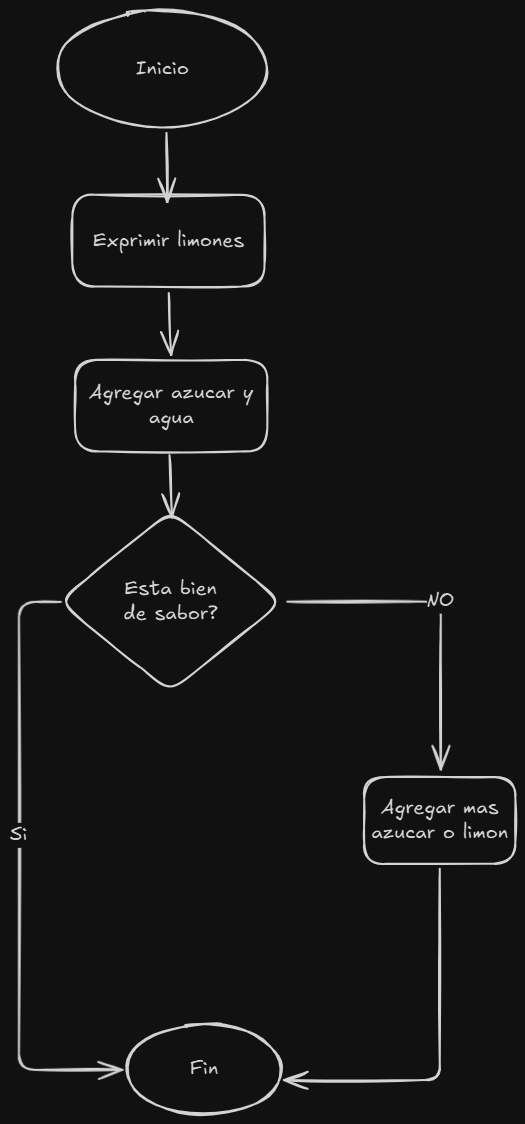 Inicio
Exprimir limones
Agregar azucar y
agua
Esta bien
de sabor?
NO
Agregar mas
azucar o limon
Si
Fin